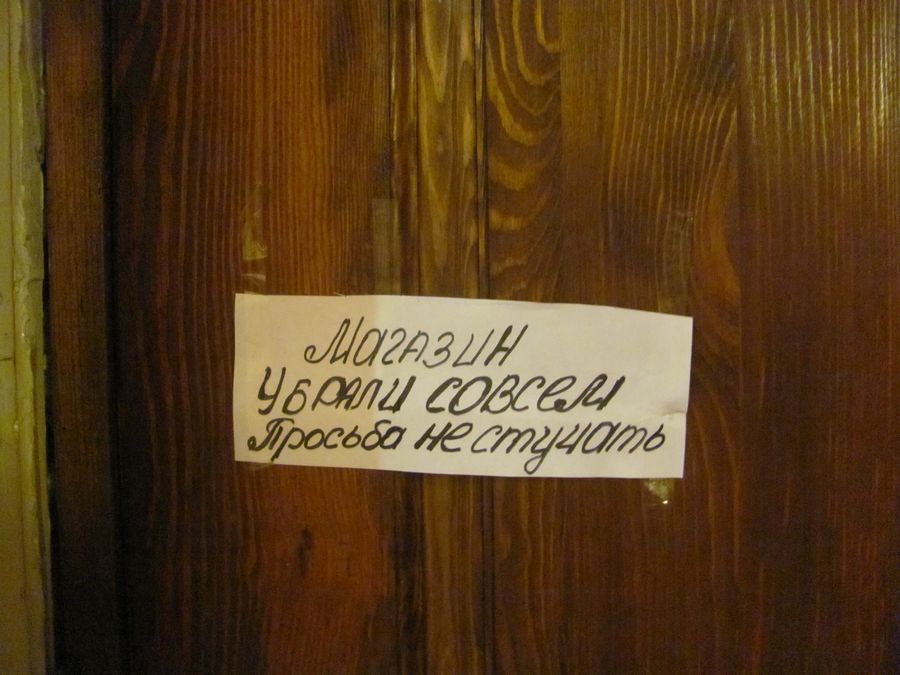 Магазин
убрали совсем
Просьба не стучать